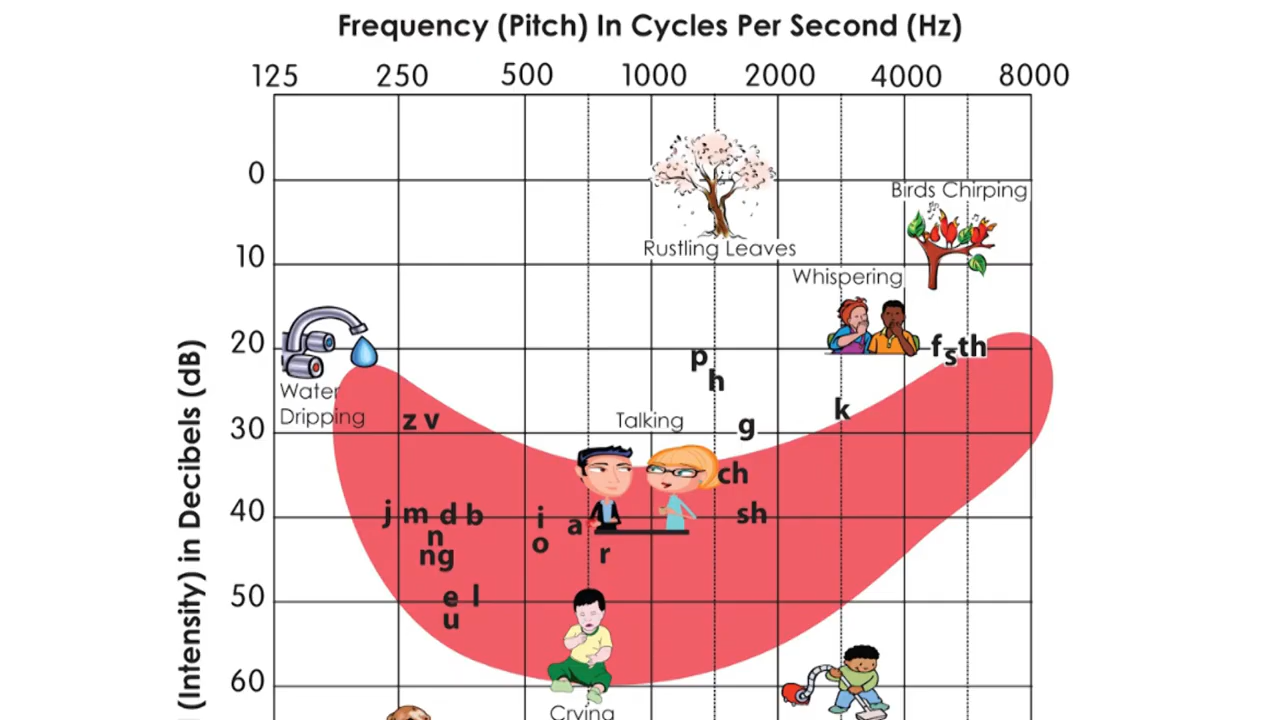 Frequency (Pitch) In Cycles Per Second (Hz)
125 250 500 1000 2000 4000 8000
0
Birds Chirping
Rustling Leaves
10
Whispering
20
p f s th
h
Water
Dripping
k
z v
Talking
g
30
ch
40
j m d b i a sh
n
ng o r
50
e l
u
60
Crying
(Intensity) in Decibels (dB)